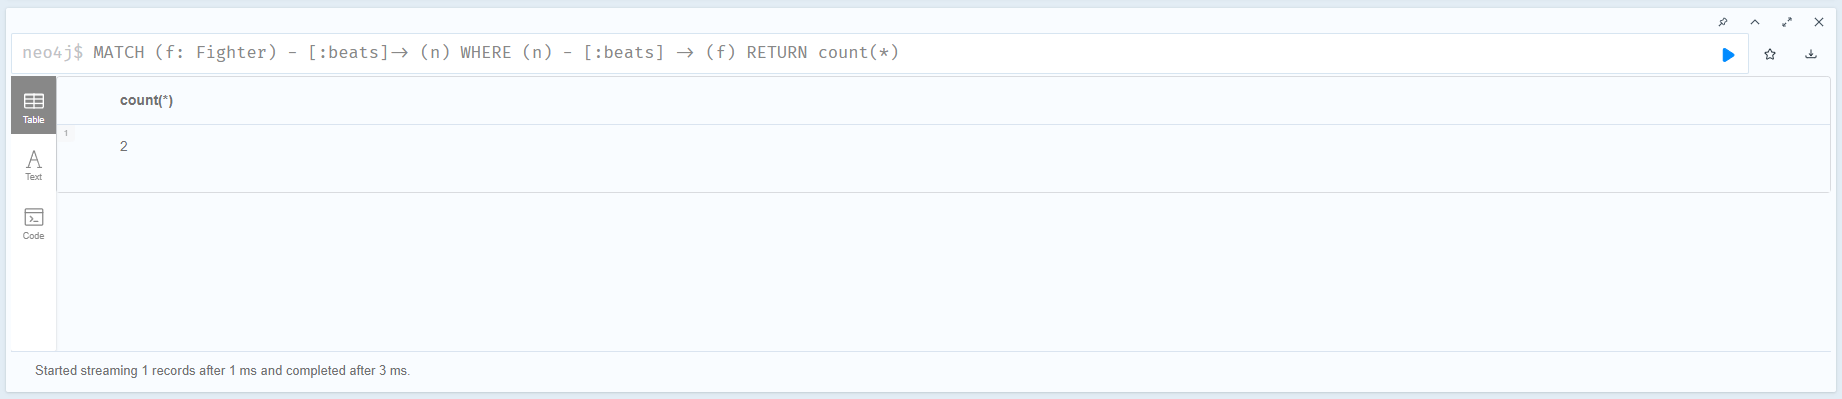 neo4j$ MATCH (f: Fighter) - [:beats]-> (n) WHERE (n) - [:beats] -> (f) RETURN count(*)
Table
count(*)
1
2
Text
Code
Started streaming 1 records after 1 ms and completed after 3 ms.